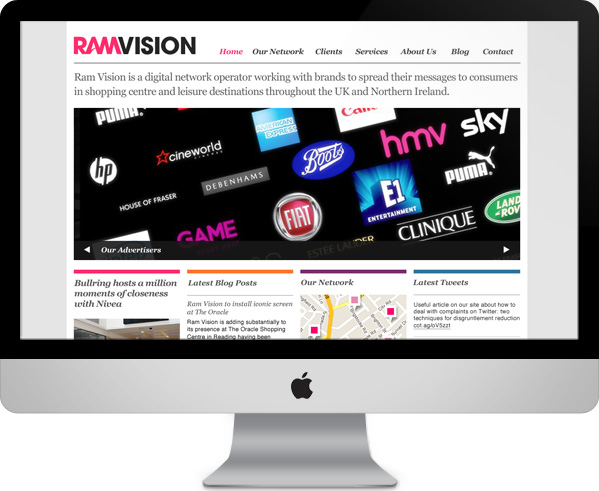 RAMVISION
Home Our Network Clients Services About Us Blog Contact
Ram Vision is a digital network operator working with brands to spread their messages to consumers
in shopping centre and leisure destinations throughout the UK and Northern Ireland.
PUMA
AMERICAN EXPRESS
hp
cineworld
CINEMAS
Boots
hmv
sky
HOUSE OF FRASER
DEBENHAMS
PUMA
GAME
FIAT
E1
ENTERTAINMENT
CLINIQUE
LAND
ROV
ESTEE LAUDER
Our Advertisers
Bullring hosts a million
moments of closeness
with Nivea
Latest Blog Posts
Ram Vision to install iconic screen
at The Oracle
Ram Vision is adding substantially to
its presence at The Oracle Shopping
Centre in Reading having been
Our Network
City Rd
Latest Tweets
Useful article on our site about how to
deal with complaints on Twitter: two
techniques for disgruntlement reduction
cot.ag/oV5zzt